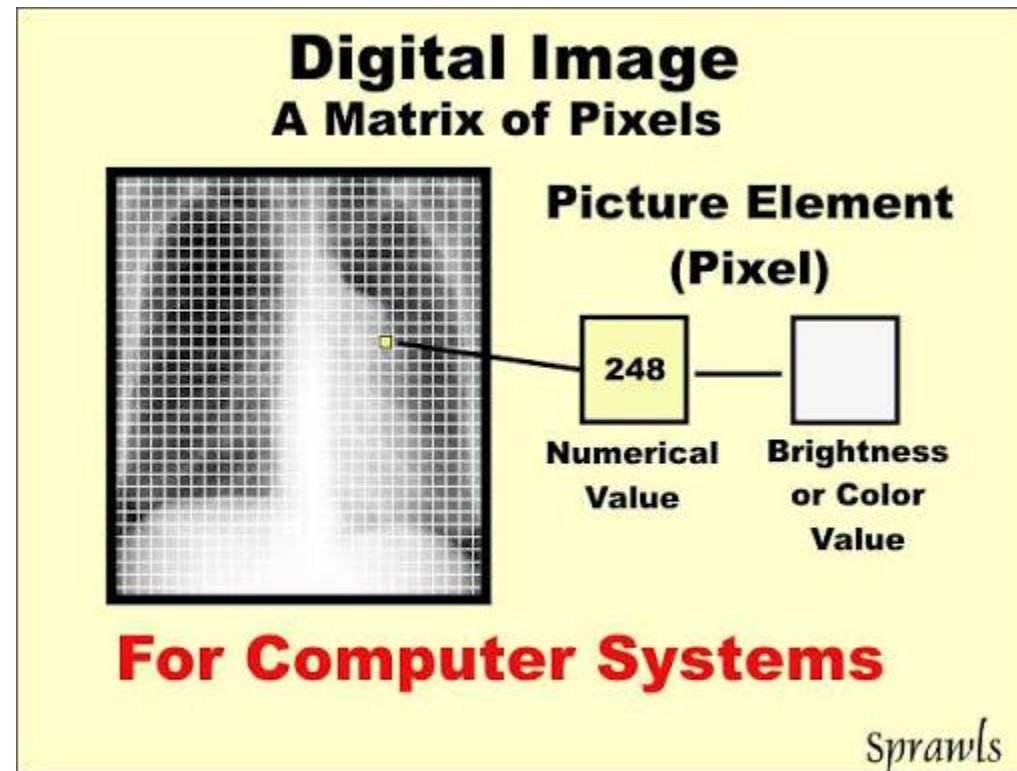 Digital Image
A Matrix of Pixels
Picture Element
(Pixel)
248
Numerical
Value
Brightness
or Color
Value
For Computer Systems
Sprawls